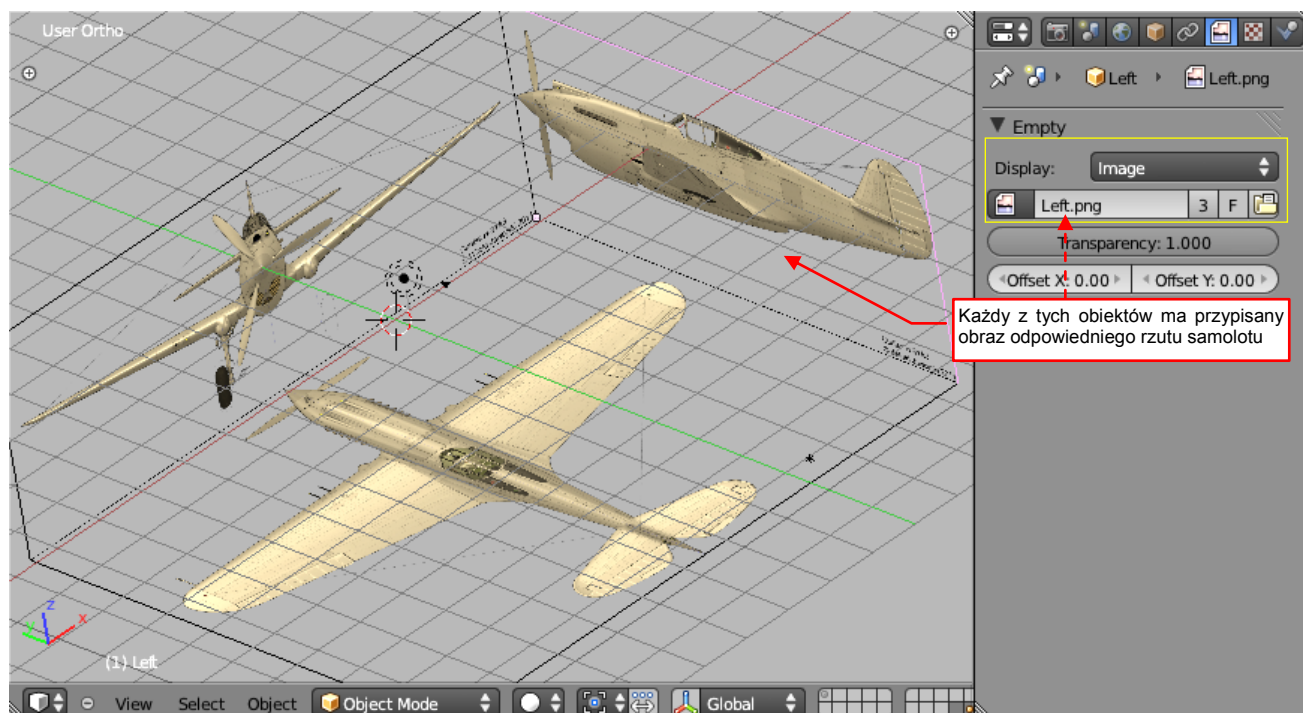 User Ortho
Left
Left.png
Empty
Display:
Image
Left.png
3
F
Transparency: 1.000
Offset X: 0.00
Offset Y: 0.00
Każdy z tych obiektów ma przypisany
obraz odpowiedniego rzutu samolotu
z
x
y
(1) Left
View
Select
Object
Object Mode
Global